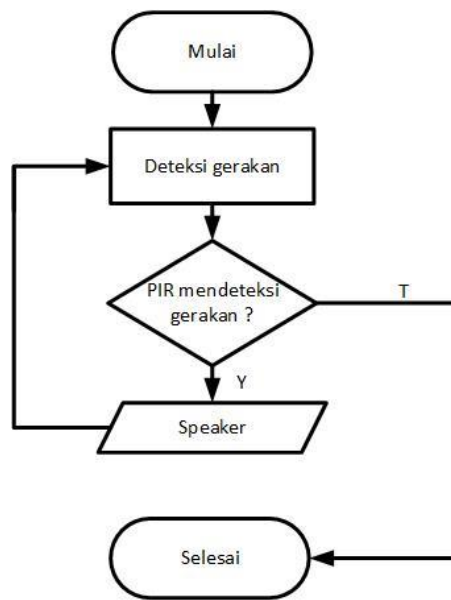 Mulai
Deteksi gerakan
PIR mendeteksi
gerakan ?
T
Y
Speaker
Selesai